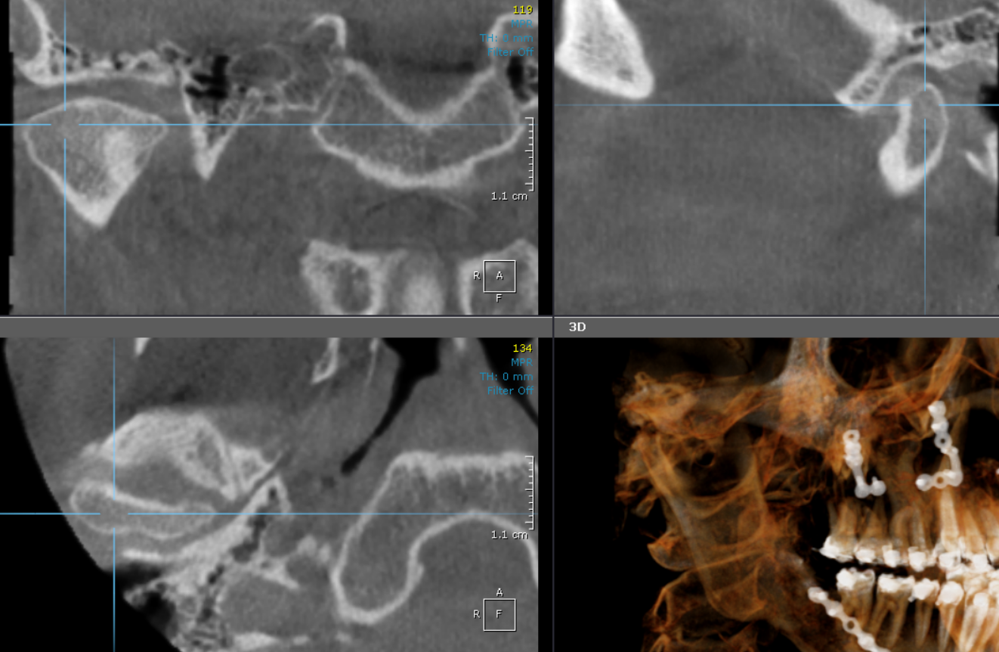 119
MPR
TH: 0 mm
Filter Off
1.1 cm
R
A
F
3D
134
MPR
TH: 0 mm
Filter Off
1.1 cm
A
R
F